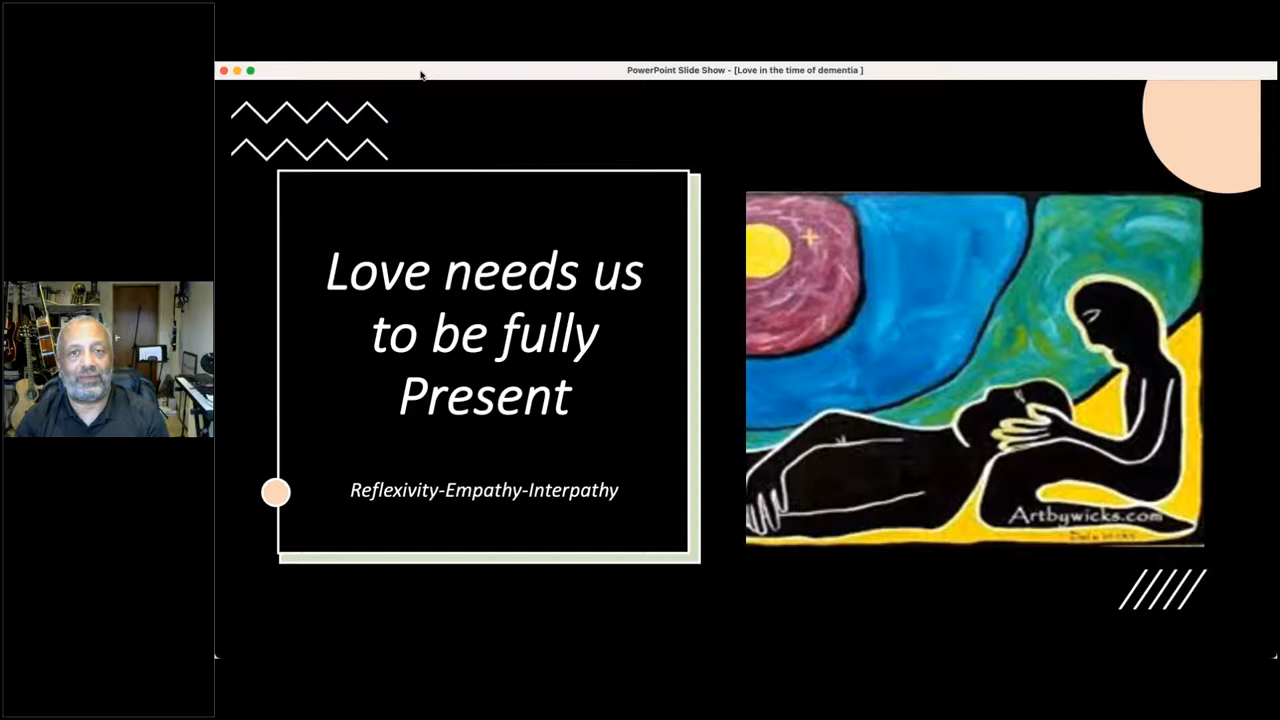 PowerPoint Slide Show - [Love in the time of dementia ]
Love needs us
to be fully
Present
Reflexivity-Empathy-Interpathy
Artbywicks.com